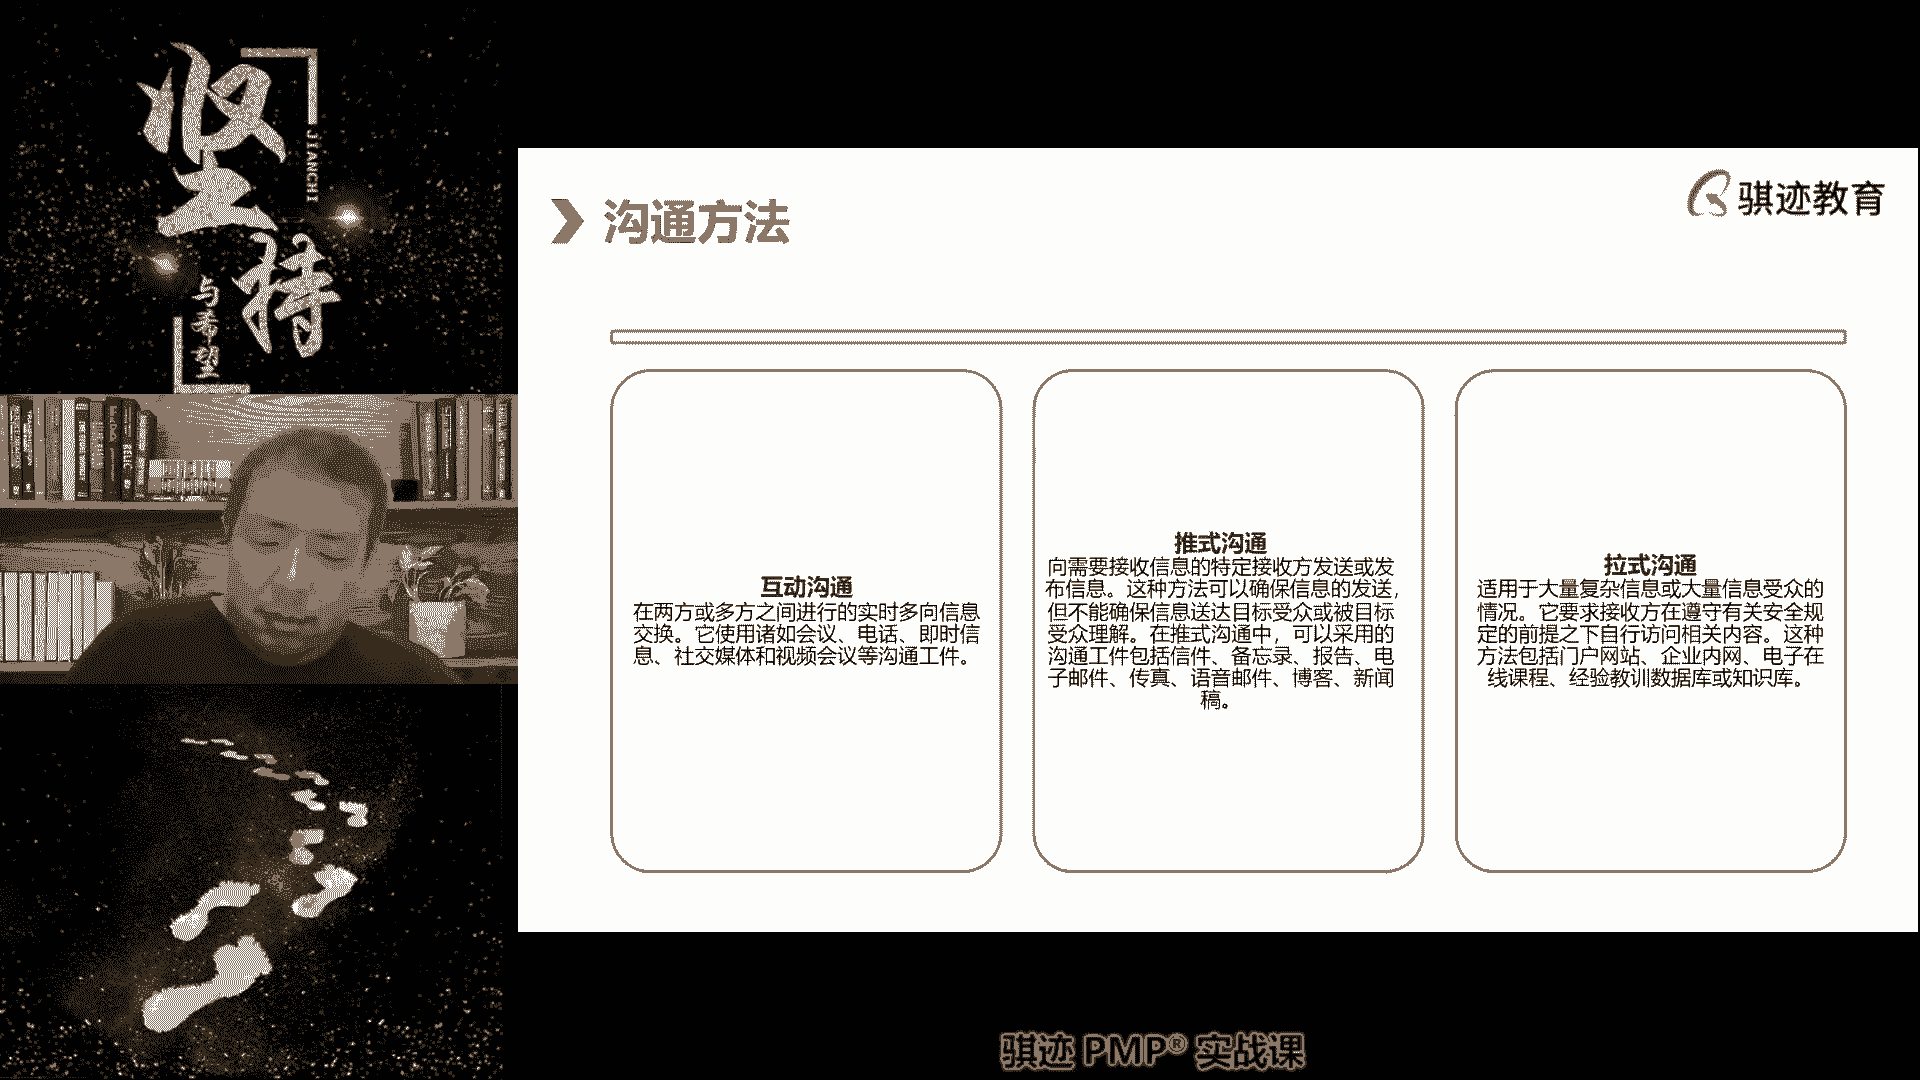 坚持
JIANCHI
与希望
沟通方法
骐迹教育
互动沟通
在两方或多方之间进行的实时多向信息
交换。它使用诸如会议、电话、即时信
息、社交媒体和视频会议等沟通工件。
推式沟通
向需要接收信息的特定接收方发送或发
布信息。这种方法可以确保信息的发送，
但不能确保信息送达目标受众或被目标
受众理解。在推式沟通中，可以采用的
沟通工件包括信件、备忘录、报告、电
子邮件、传真、语音邮件、博客、新闻
稿。
拉式沟通
适用于大量复杂信息或大量信息受众的
情况。它要求接收方在遵守有关安全规
定的前提之下自行访问相关内容。这种
方法包括门户网站、企业内网、电子在
线课程、经验教训数据库或知识库。
骐迹 PMP® 实战课